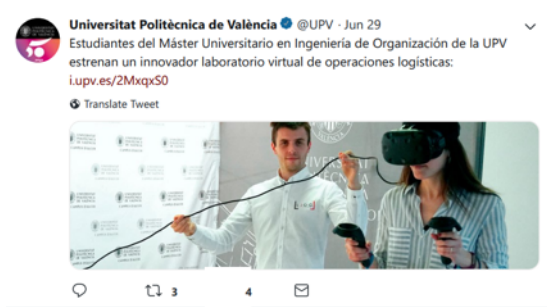 Universitat Politècnica de València @UPV · Jun 29
Estudiantes del Máster Universitario en Ingeniería de Organización de la UPV
estrenan un innovador laboratorio virtual de operaciones logísticas:
i.upv.es/2MxqxS0
Translate Tweet
3 4